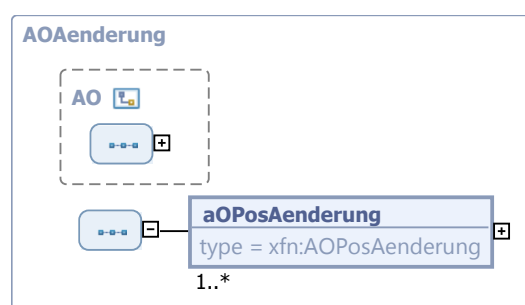 AOAenderung
AO
aOPosAenderung
type = xfn:AOPosAenderung
1..*